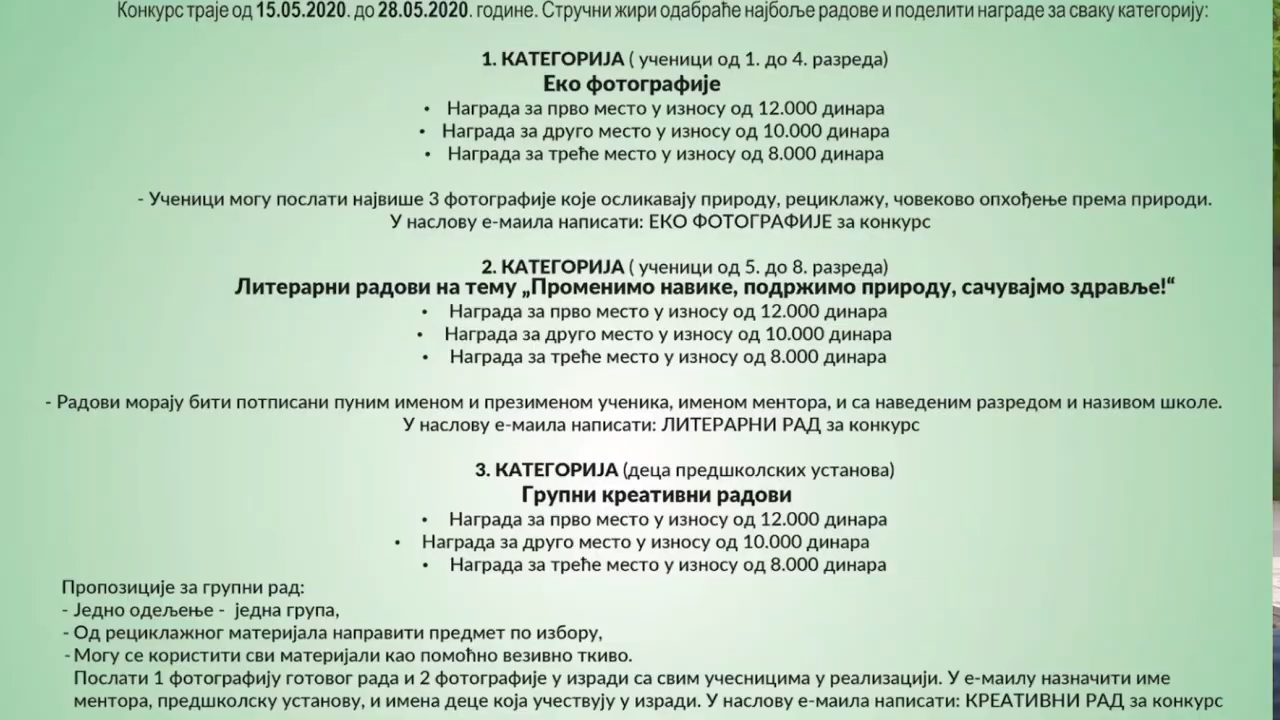 Конкурс траје од 15.05.2020. до 28.05.2020. године. Стручни жири одабраће најбоље радове и поделити награде за сваку категорију:
1. КАТЕГОРИЈА ( ученици од 1. до 4. разреда)
Еко фотографије
• Награда за прво место у износу од 12.000 динара
• Награда за друго место у износу од 10.000 динара
• Награда за треће место у износу од 8.000 динара
- Ученици могу послати највише 3 фотографије које осликавају природу, рециклажу, човеково опхођење према природи.
У наслову е-маила написати: ЕКО ФОТОГРАФИЈЕ за конкурс
2. КАТЕГОРИЈА ( ученици од 5. до 8. разреда)
Литерарни радови на тему „Променимо навике, подржимо природу, сачувајмо здравље!“
• Награда за прво место у износу од 12.000 динара
• Награда за друго место у износу од 10.000 динара
• Награда за треће место у износу од 8.000 динара
- Радови морају бити потписани пуним именом и презименом ученика, именом ментора, и са наведеним разредом и називом школе.
У наслову е-маила написати: ЛИТЕРАРНИ РАД за конкурс
3. КАТЕГОРИЈА (деца предшколских установа)
Групни креативни радови
• Награда за прво место у износу од 12.000 динара
• Награда за друго место у износу од 10.000 динара
• Награда за треће место у износу од 8.000 динара
Пропозиције за групни рад:
- Једно одељење - једна група,
- Од рециклажног материјала направити предмет по избору,
- Могу се користити сви материјали као помоћно везивно ткиво.
Послати 1 фотографију готовог рада и 2 фотографије у изради са свим учесницима у реализацији. У е-маилу назначити име
ментора, предшколску установу, и имена деце која учествују у изради. У наслову е-маила написати: КРЕАТИВНИ РАД за конкурс